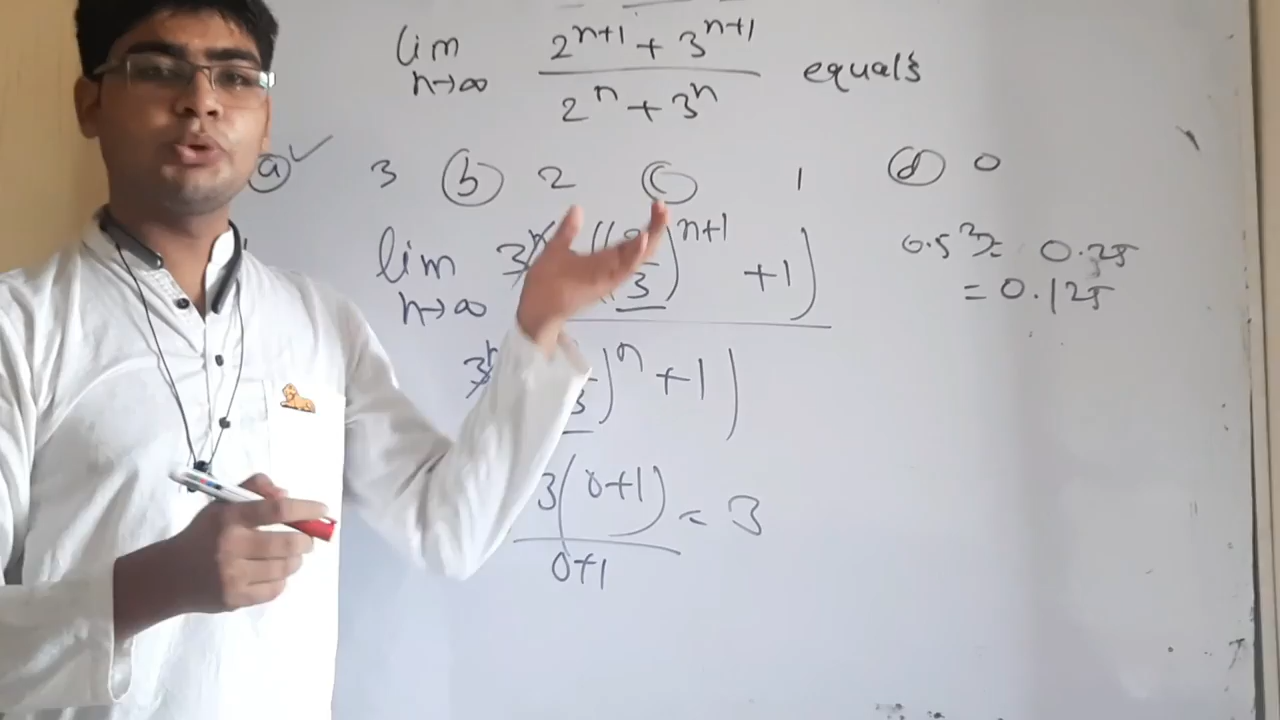 lim n→∞ (2^{n+1} + 3^{n+1}) / (2^n + 3^n) equals
(a) ✓ 3 (b) 2 (c) 1 (d) 0
lim n→∞ 3 ((2/3)^{n+1} + 1)
3^n /3)^n + 1)
3(0+1) / 0+1 = 3
0.5^2 = 0.25
= 0.125